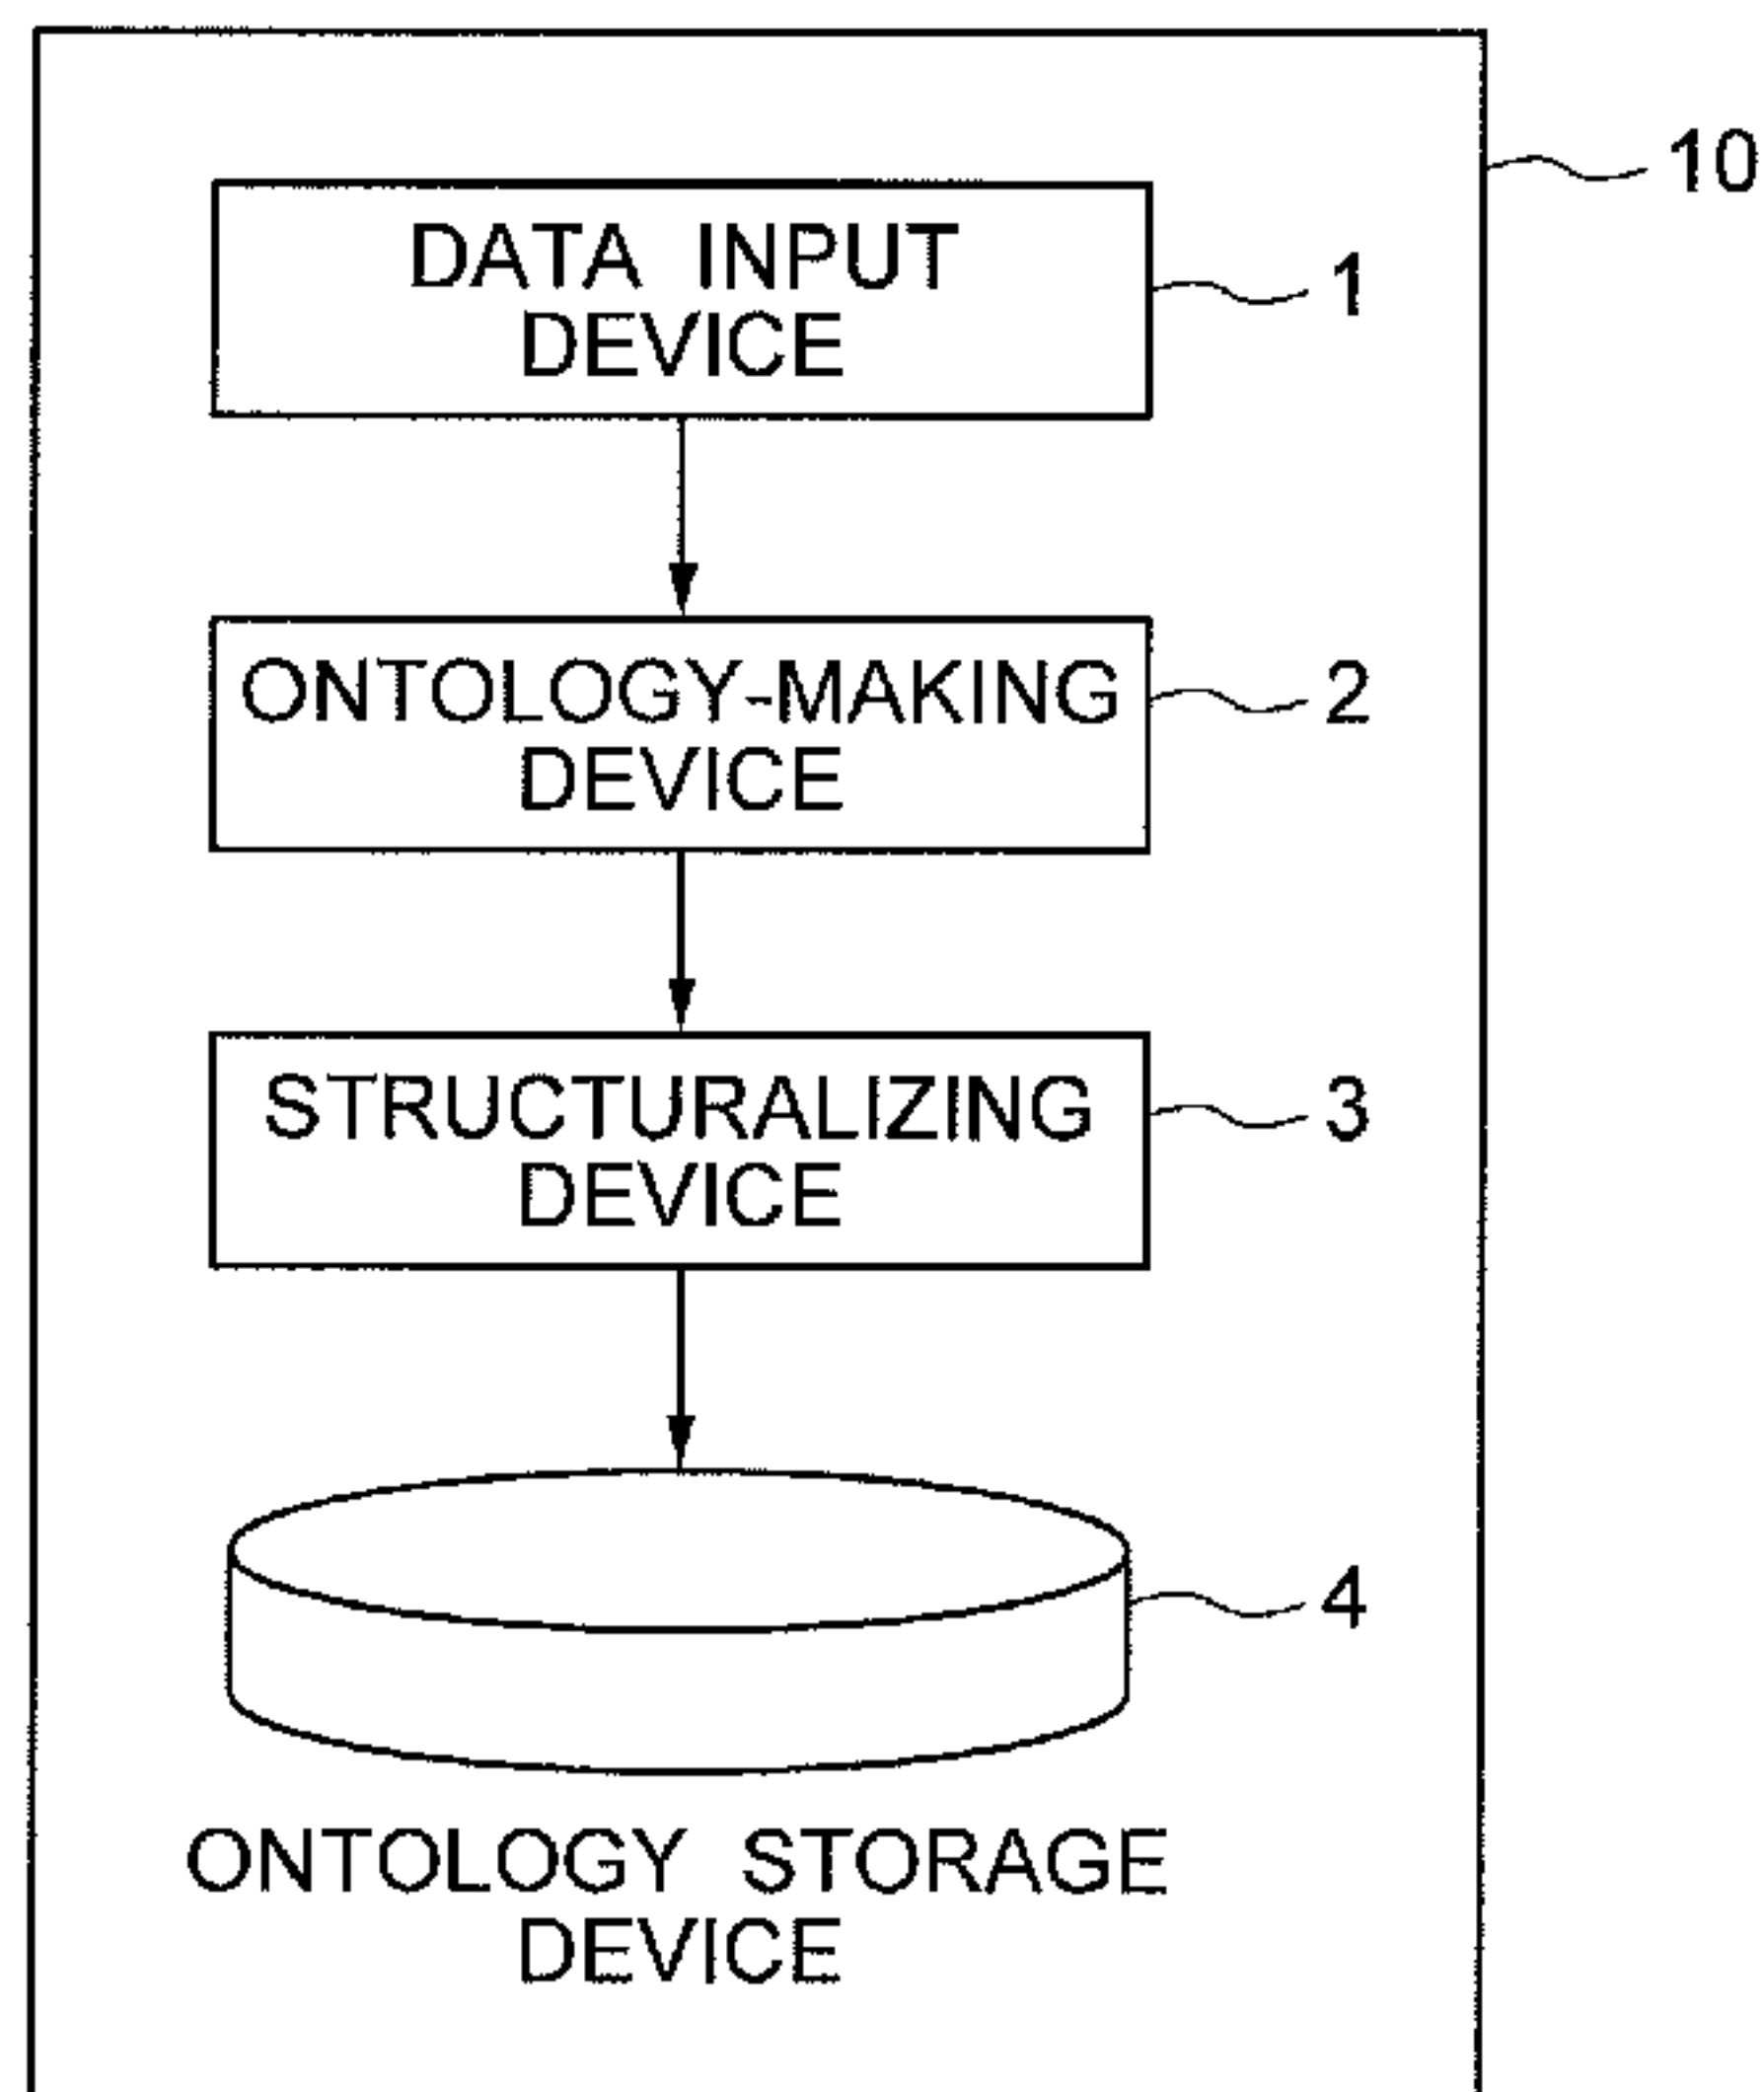 10
DATA INPUT
DEVICE
1
ONTOLOGY-MAKING
DEVICE
2
STRUCTURALIZING
DEVICE
3
4
ONTOLOGY STORAGE
DEVICE